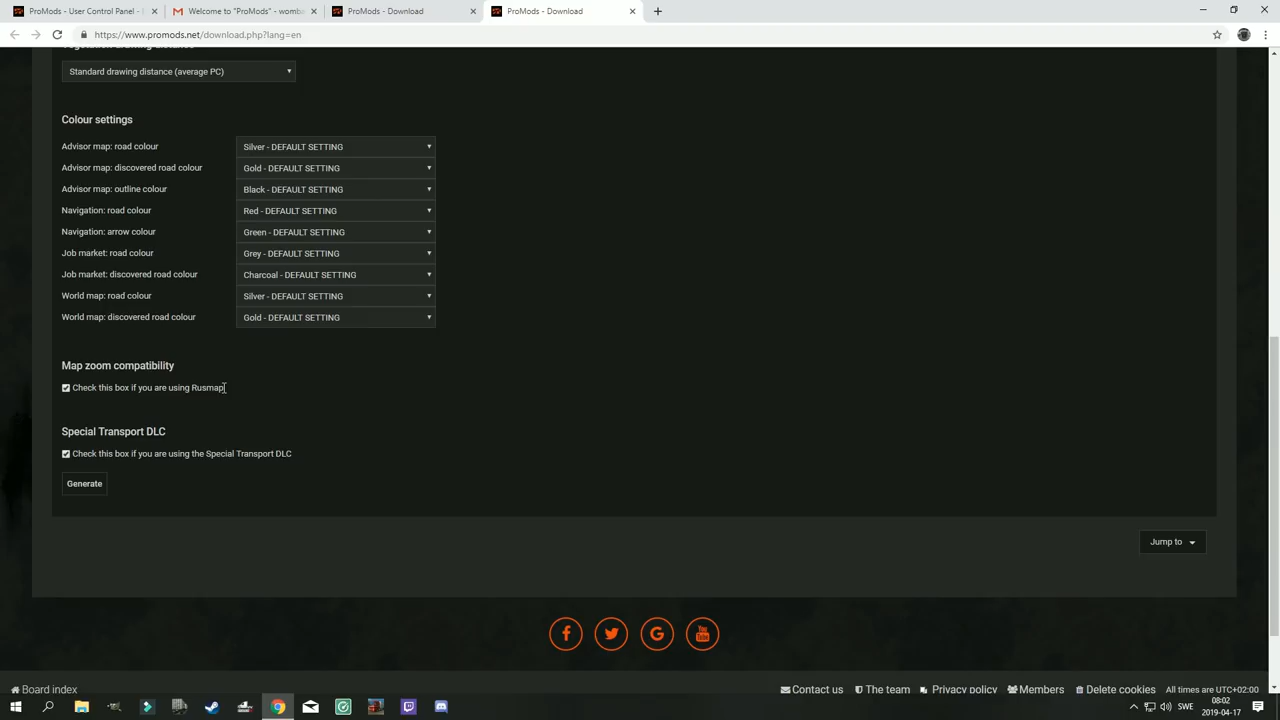 ProMods - User Control Panel -
Welcome to "ProMods" - womb
ProMods - Download
ProMods - Download
https://www.promods.net/download.php?lang=en
Vegetation drawing distance
Standard drawing distance (average PC)
Colour settings
Advisor map: road colour
Silver - DEFAULT SETTING
Advisor map: discovered road colour
Gold - DEFAULT SETTING
Advisor map: outline colour
Black - DEFAULT SETTING
Navigation: road colour
Red - DEFAULT SETTING
Navigation: arrow colour
Green - DEFAULT SETTING
Job market: road colour
Grey - DEFAULT SETTING
Job market: discovered road colour
Charcoal - DEFAULT SETTING
World map: road colour
Silver - DEFAULT SETTING
World map: discovered road colour
Gold - DEFAULT SETTING
Map zoom compatibility
Check this box if you are using Rusmap
Special Transport DLC
Check this box if you are using the Special Transport DLC
Generate
Jump to
Board index
Contact us
The team
Privacy policy
Members
Delete cookies
All times are UTC+02:00
SWE
08:02
2019-04-17